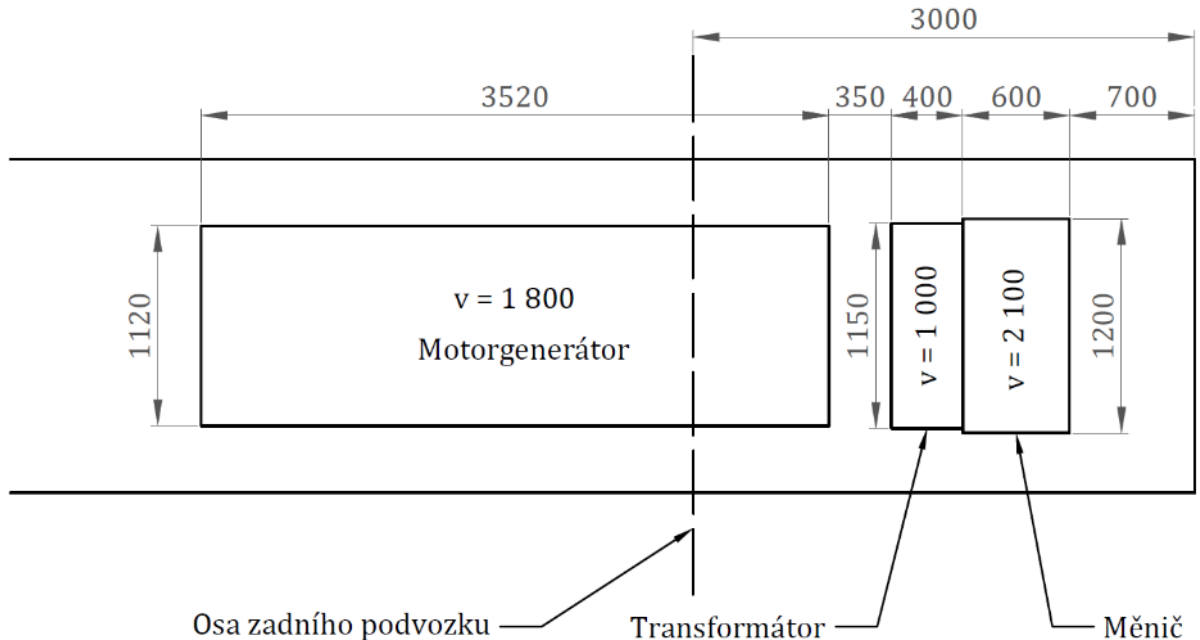 3000
3520
350
400
600
700
1120
v = 1 800
Motorgenerátor
1150
v = 1 000
v = 2 100
1200
Osa zadního podvozku
Transformátor
Měnič